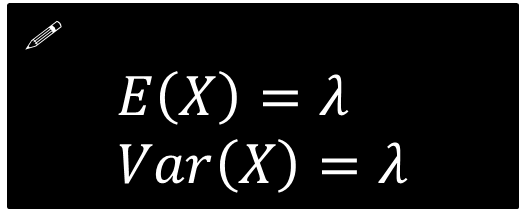 E(X) = λ
Var(X) = λ